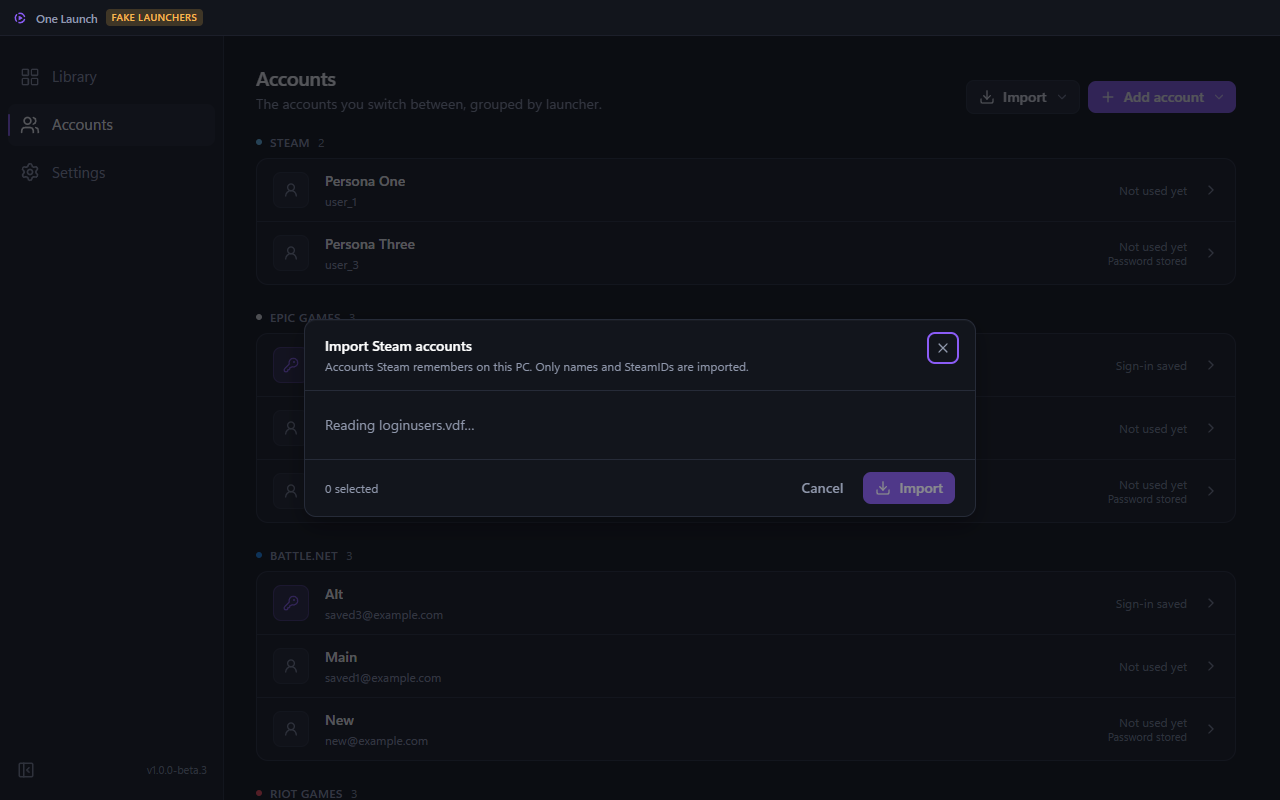 One Launch FAKE LAUNCHERS
Library
Accounts
Settings
v1.0.0-beta.3
Accounts
The accounts you switch between, grouped by launcher.
Import
Add account
STEAM 2
Persona One
user_1
Not used yet
Persona Three
user_3
Not used yet
Password stored
EPIC GAMES 3
Sign-in saved
Not used yet
Not used yet
Password stored
Import Steam accounts
Accounts Steam remembers on this PC. Only names and SteamIDs are imported.
Reading loginusers.vdf...
0 selected
Cancel
Import
BATTLE.NET 3
Alt
saved3@example.com
Sign-in saved
Main
saved1@example.com
Not used yet
New
new@example.com
Not used yet
Password stored
RIOT GAMES 3